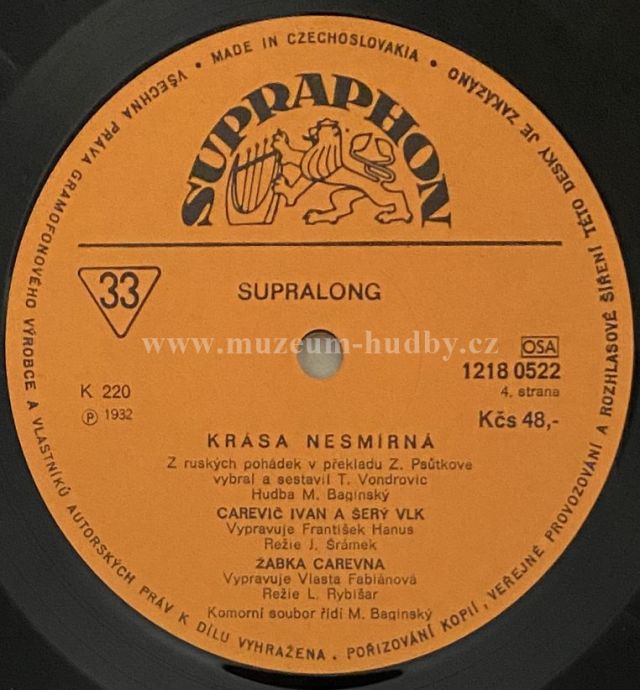 VŠECHNA PRÁVA GRAMOFONOVÉHO VÝROBCE A VLASTNÍKŮ AUTORSKÝCH PRÁV K DÍLU VYHRAŽENA. POŘIZOVÁNÍ KOPIÍ, VEŘEJNÉ PROVOZOVÁNÍ A ROZHLASOVÉ ŠÍŘENÍ TÉTO DESKY JE ZAKÁZÁNO
• MADE IN CZECHOSLOVAKIA •
SUPRAPHON
33
SUPRALONG
www.muzeum-hudby.cz
OSA
1218 0522
K 220
4. strana
Ⓟ 1932
Kčs 48,-
KRÁSA NESMÍRNÁ
Z ruských pohádek v překladu Z. Psůtkove
vybral a sestavil T. Vondrovic
Hudba M. Baginský
CAREVIČ IVAN A ŠERÝ VLK
Vypravuje František Hanus
Režie J. Šrámek
ŽABKA CAREVNA
Vypravuje Vlasta Fabiánová
Režie L. Rybišar
Komorní soubor řídí M. Baginský